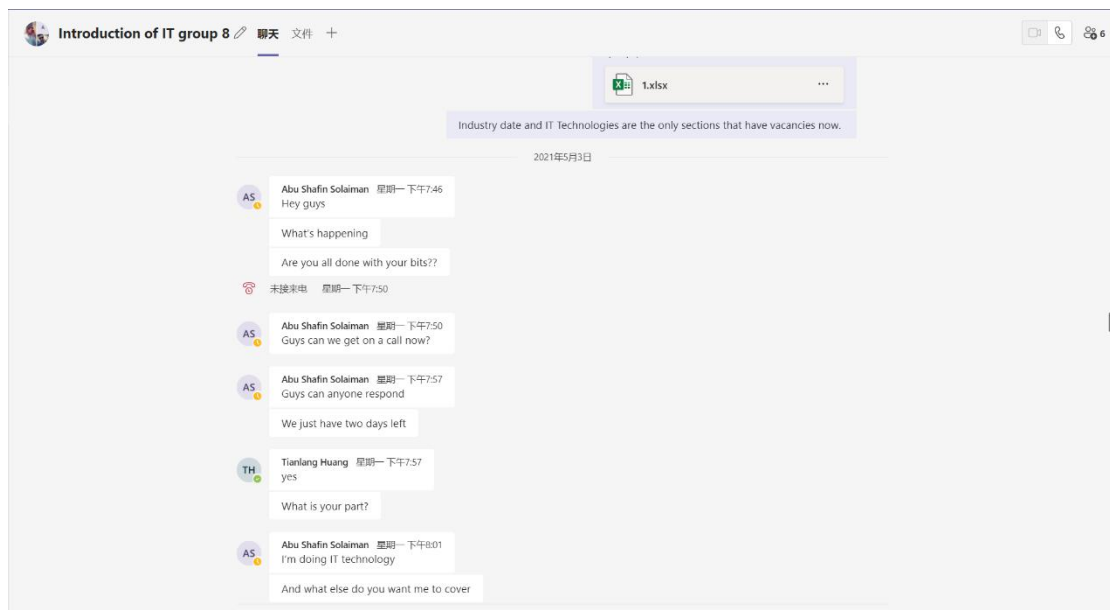 Introduction of IT group 8 聊天 文件
6
1.xlsx
Industry date and IT Technologies are the only sections that have vacancies now.
2021年5月3日
AS
Abu Shafin Solaiman 星期一 下午7:46
Hey guys
What's happening
Are you all done with your bits??
未接来电 星期一 下午7:50
AS
Abu Shafin Solaiman 星期一 下午7:50
Guys can we get on a call now?
AS
Abu Shafin Solaiman 星期一 下午7:57
Guys can anyone respond
We just have two days left
TH
Tianlang Huang 星期一 下午7:57
yes
What is your part?
AS
Abu Shafin Solaiman 星期一 下午8:01
I'm doing IT technology
And what else do you want me to cover